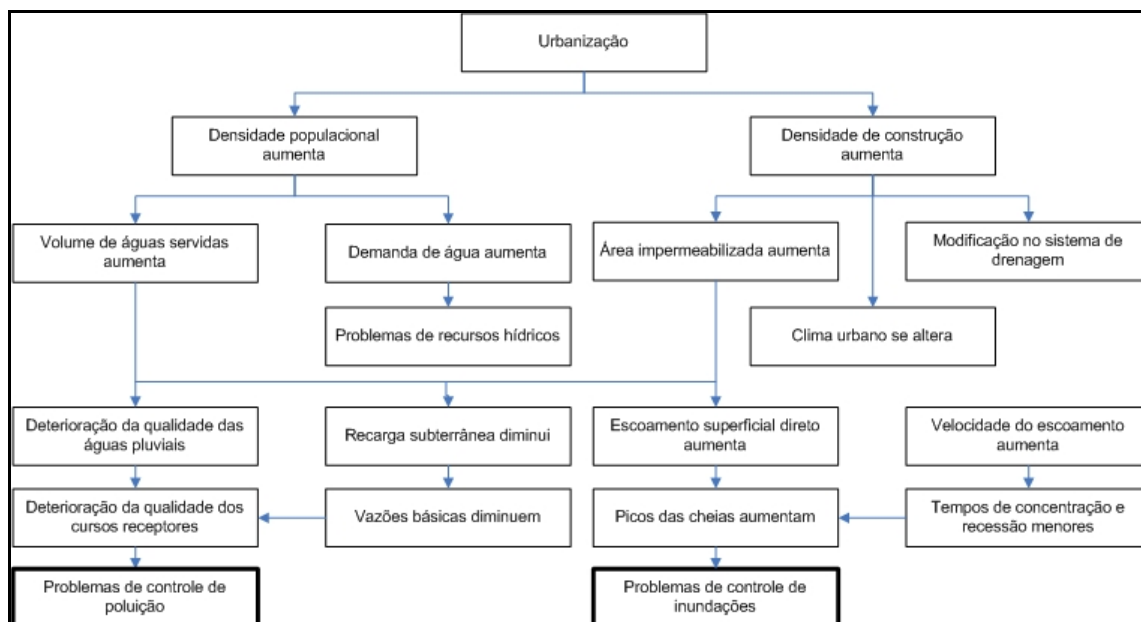 Urbanização
Densidade populacional
aumenta
Densidade de construção
aumenta
Volume de águas servidas
aumenta
Demanda de água aumenta
Área impermeabilizada aumenta
Modificação no sistema de
drenagem
Problemas de recursos hídricos
Clima urbano se altera
Deterioração da qualidade das
águas pluviais
Recarga subterrânea diminui
Escoamento superficial direto
aumenta
Velocidade do escoamento
aumenta
Deterioração da qualidade dos
cursos receptores
Vazões básicas diminuem
Picos das cheias aumentam
Tempos de concentração e
recessão menores
Problemas de controle de
poluição
Problemas de controle de
inundações